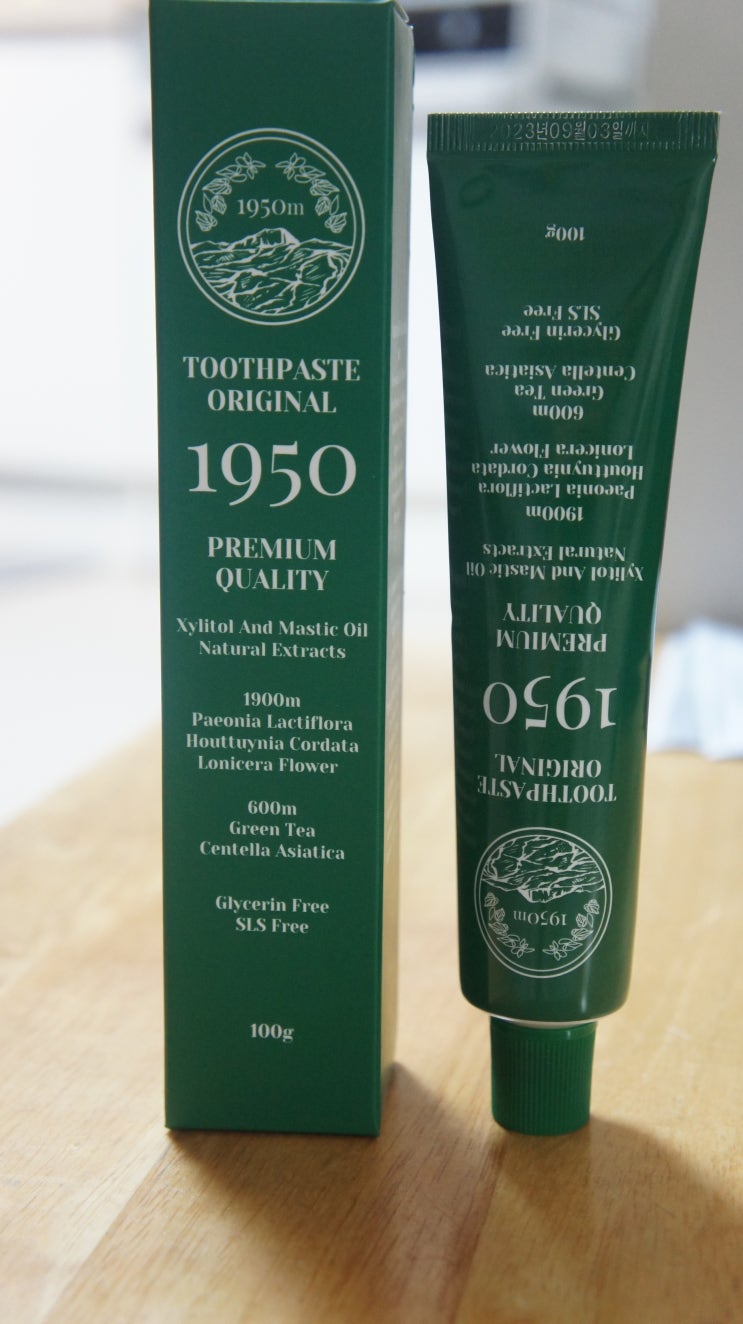 1950m
TOOTHPASTE
ORIGINAL
1950
PREMIUM
QUALITY
Xylitol And Mastic Oil
Natural Extracts
1900m
Paeonia Lactiflora
Houttuynia Cordata
Lonicera Flower
600m
Green Tea
Centella Asiatica
Glycerin Free
SLS Free
100g
2023년09월03일까지
1950m
TOOTHPASTE
ORIGINAL
1950
PREMIUM
QUALITY
Xylitol And Mastic Oil
Natural Extracts
1900m
Paeonia Lactiflora
Houttuynia Cordata
Lonicera Flower
600m
Green Tea
Centella Asiatica
Glycerin Free
SLS Free
100g